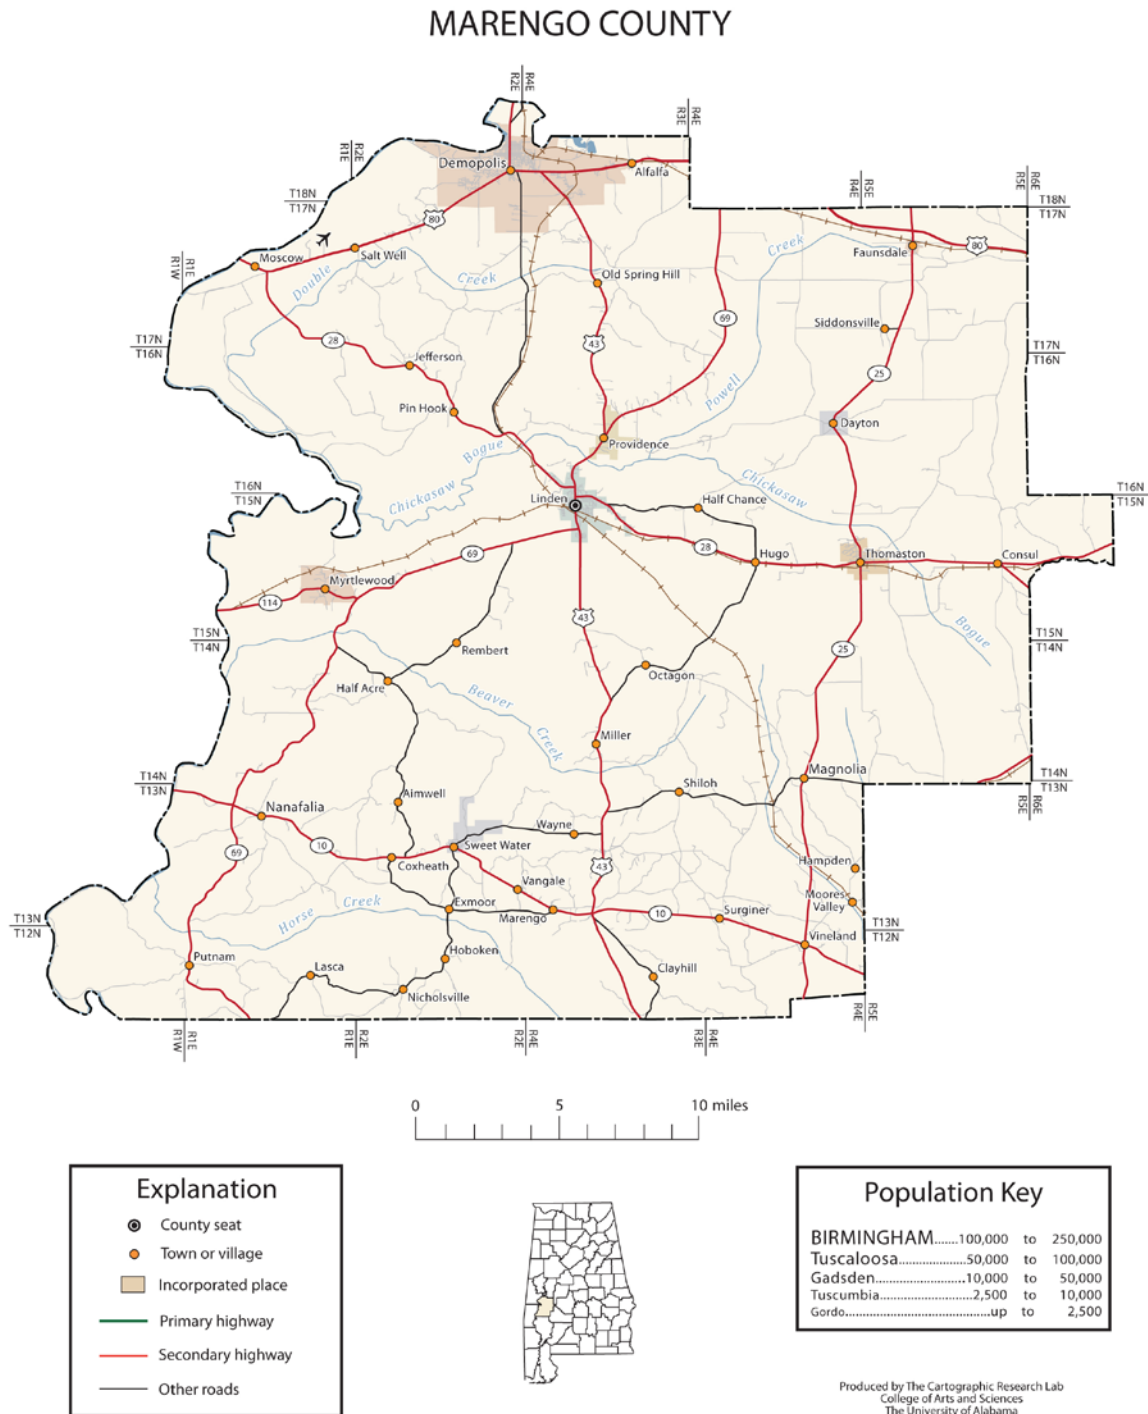 MARENGO COUNTY
R2E R4E
R3E R4E
R1E R2E
R4E R5E
R5E R6E
Demopolis
Alfalfa
T18N
T17N
T18N
T17N
80
Faunsdale
80
Creek
Moscow
Salt Well
R1W R1E
Double
Creek
Old Spring Hill
69
Siddonsville
T17N
T16N
28
43
T17N
T16N
Jefferson
25
Powell
Pin Hook
Dayton
Providence
Bogue
Chickasaw
Chickasaw
T16N
T15N
T16N
T15N
Linden
Half Chance
69
28
Hugo
Thomaston
Consul
Myrtlewood
114
43
Bogue
T15N
T14N
T15N
T14N
Rembert
25
Octagon
Half Acre
Beaver
Creek
Miller
T14N
T13N
Magnolia
T14N
T13N
Shiloh
R5E R6E
Aimwell
Nanafalia
Wayne
10
Sweet Water
69
Coxheath
43
Hampden
Vangale
Moores
Valley
Horse
Creek
Exmoor
Marengo
10
Surginer
T13N
T12N
T13N
T12N
Vineland
Hoboken
Putnam
Lasca
Clayhill
Nicholsville
R4E R5E
R1W R1E
R1E R2E
R2E R4E
R3E R4E
0 5 10 miles
Explanation
County seat
Town or village
Incorporated place
Primary highway
Secondary highway
Other roads
Population Key
BIRMINGHAM......100,000 to 250,000
Tuscaloosa.....................50,000 to 100,000
Gadsden...........................10,000 to 50,000
Tuscumbia............................2,500 to 10,000
Gordo...........................................up to 2,500
Produced by The Cartographic Research Lab
College of Arts and Sciences
The University of Alabama